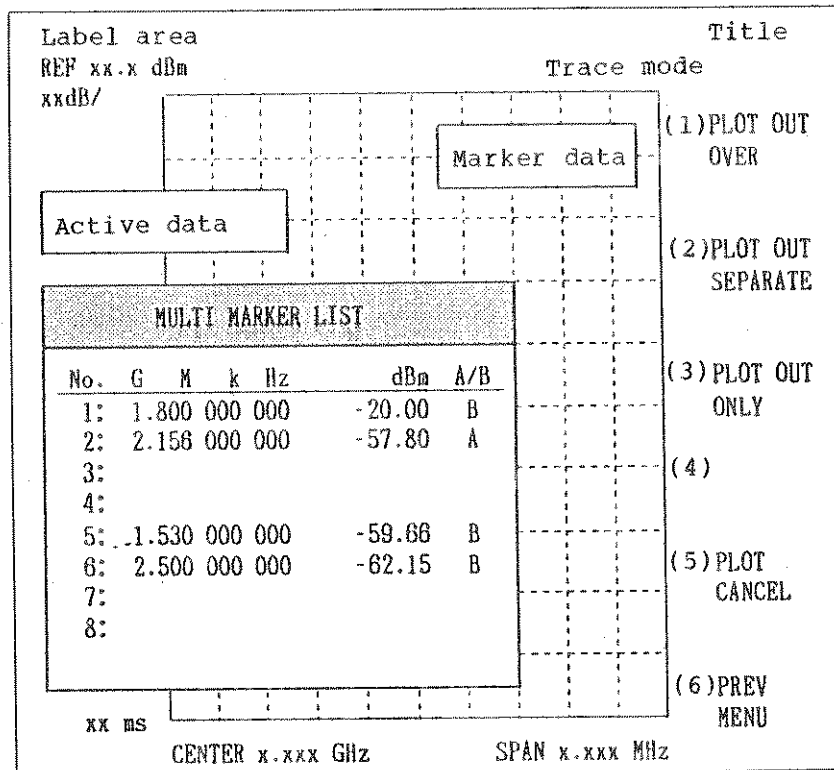 Label area
Title
REF xx.x dBm
Trace mode
xxdB/
(1)PLOT OUT
OVER
Marker data
Active data
(2)PLOT OUT
SEPARATE
MULTI MARKER LIST
No. G M k Hz dBm A/B
1: 1.800 000 000 -20.00 B
2: 2.156 000 000 -57.80 A
3:
4:
5: 1.530 000 000 -59.66 B
6: 2.500 000 000 -62.15 B
7:
8:
(3)PLOT OUT
ONLY
(4)
(5)PLOT
CANCEL
(6)PREV
MENU
xx ms
CENTER x.xxx GHz
SPAN x.xxx MHz